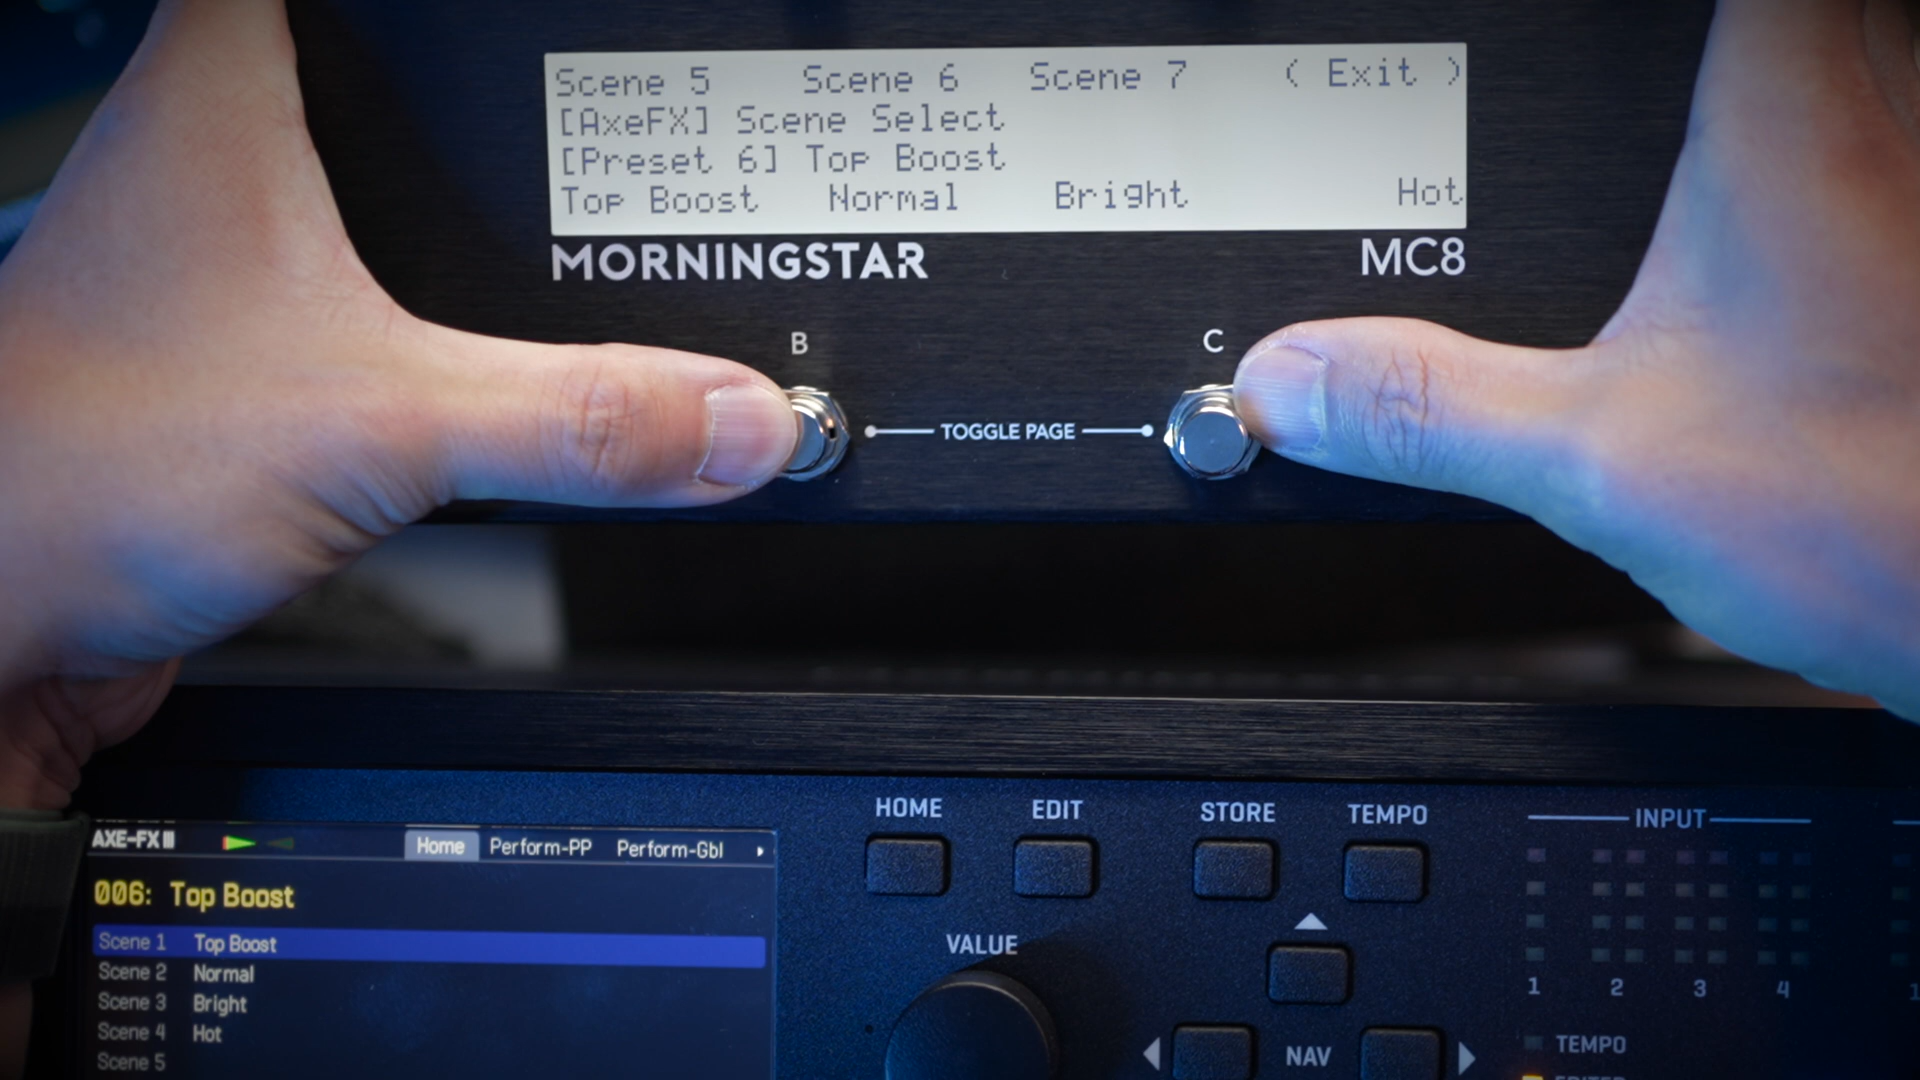 Scene 5 Scene 6 Scene 7 ( Exit )
[AxeFX] Scene Select
[Preset 6] Top Boost
Top Boost Normal Bright Hot
MORNINGSTAR MC8
B C
TOGGLE PAGE
HOME EDIT STORE TEMPO INPUT
AXE-FX III Home Perform-PP Perform-Gbl
006: Top Boost
Scene 1 Top Boost
VALUE
Scene 2 Normal
Scene 3 Bright
1 2 3 4
Scene 4 Hot
Scene 5
NAV
TEMPO